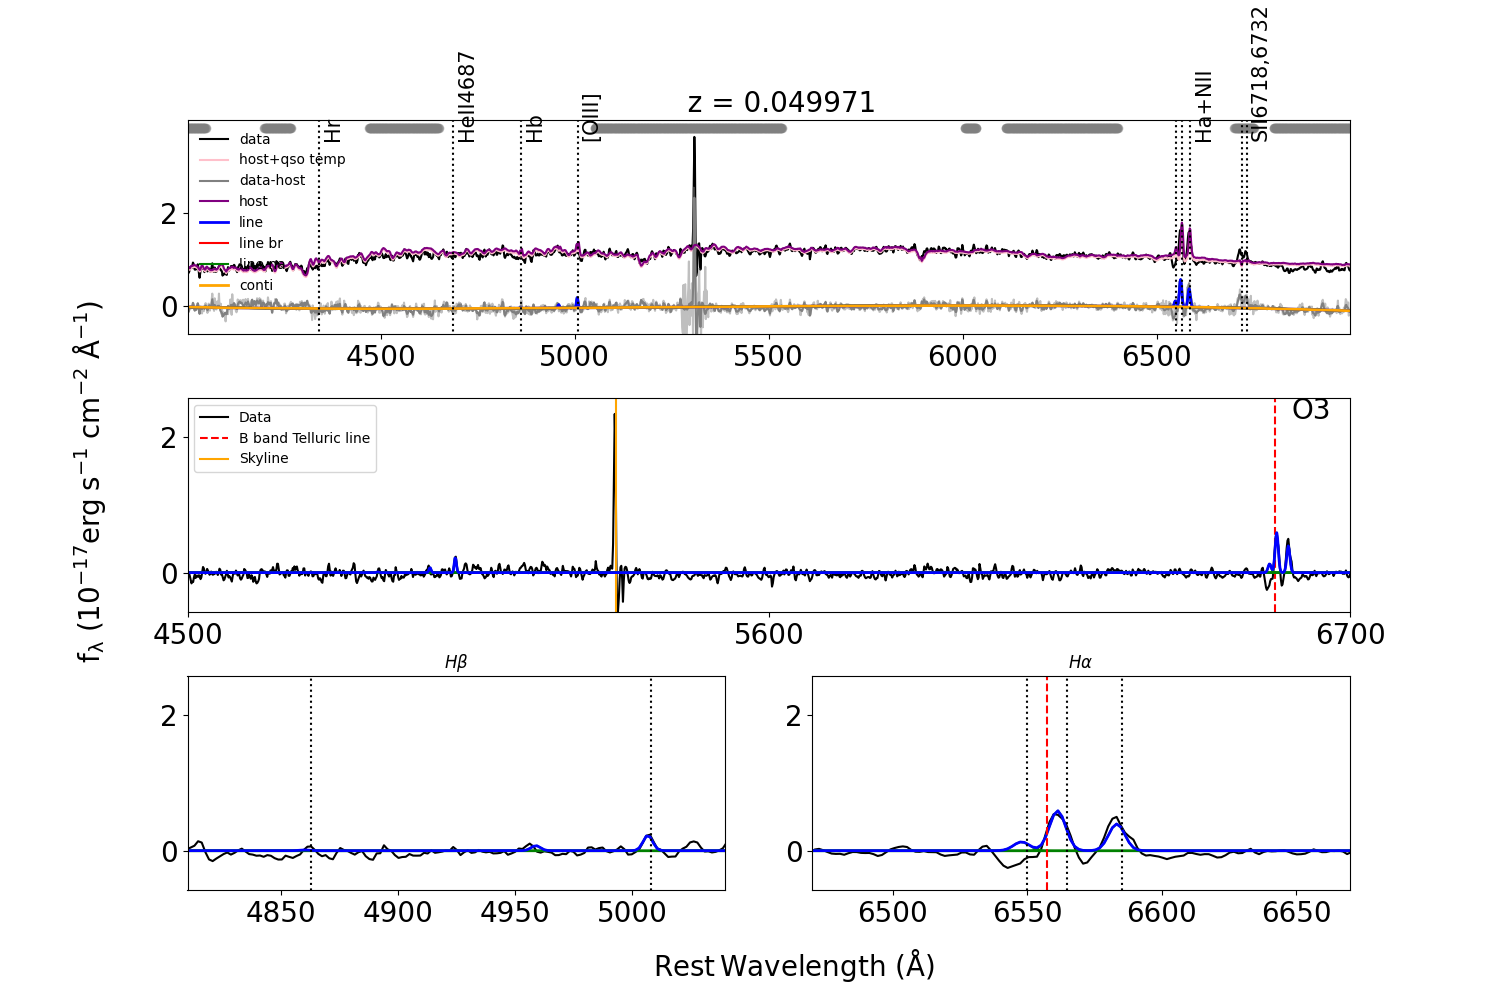 z = 0.049971
Hr
HeII4687
Hb
[OIII]
Ha+NII
SII6718,6732
data
host+qso temp
data-host
host
line
line br
conti
2
0
4500 5000 5500 6000 6500
Data
B band Telluric line
Skyline
O3
2
0
4500 5600 6700
fλ (10−17erg s−1 cm−2 Å−1)
Hβ
2
0
4850 4900 4950 5000
Hα
2
0
6500 6550 6600 6650
Rest Wavelength (Å)